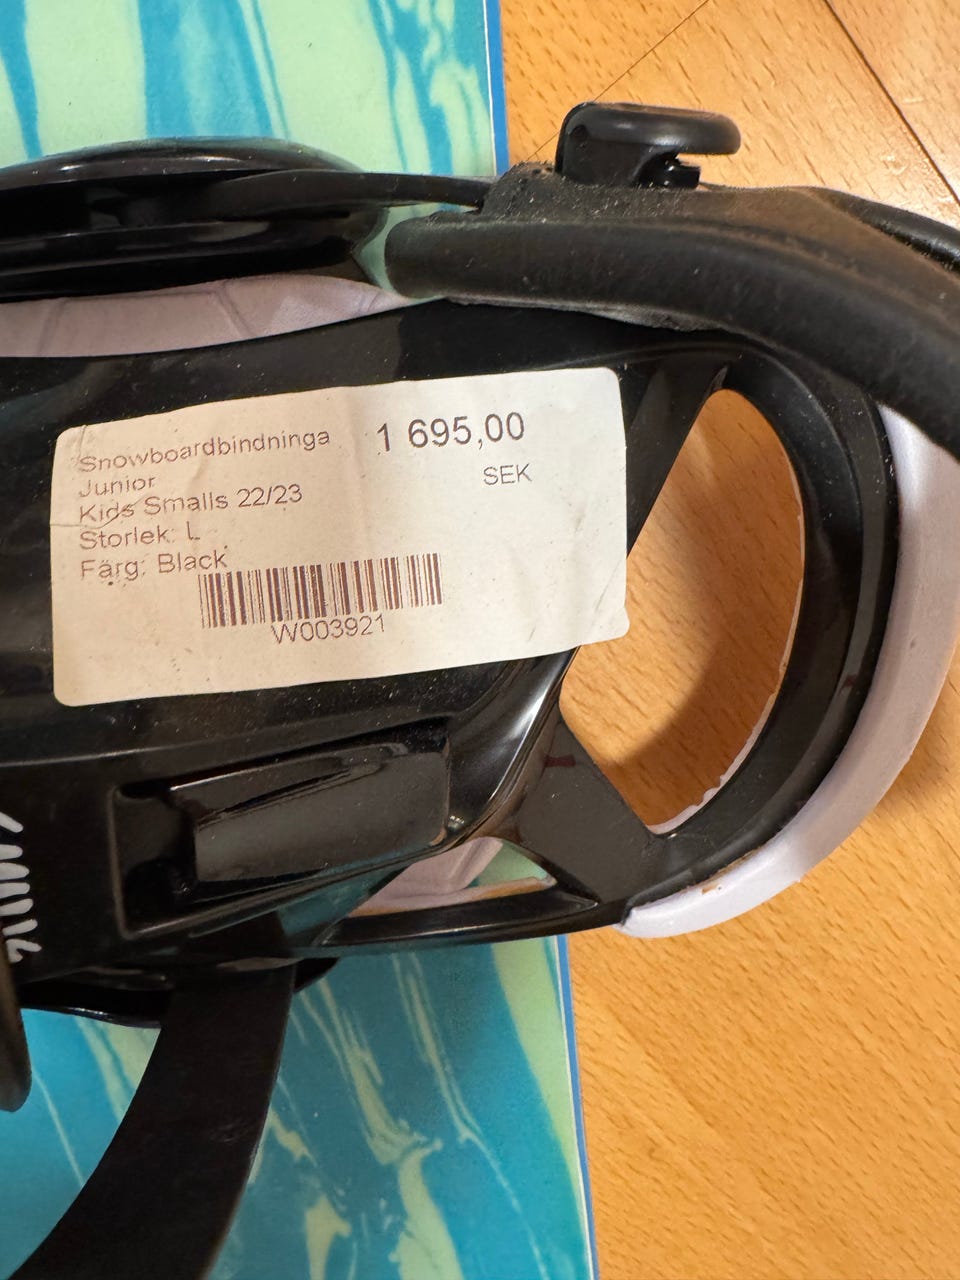 Snowboardbindninga
1 695,00
SEK
Junior
Kids Smalls 22/23
Storlek: L
Färg: Black
W003921